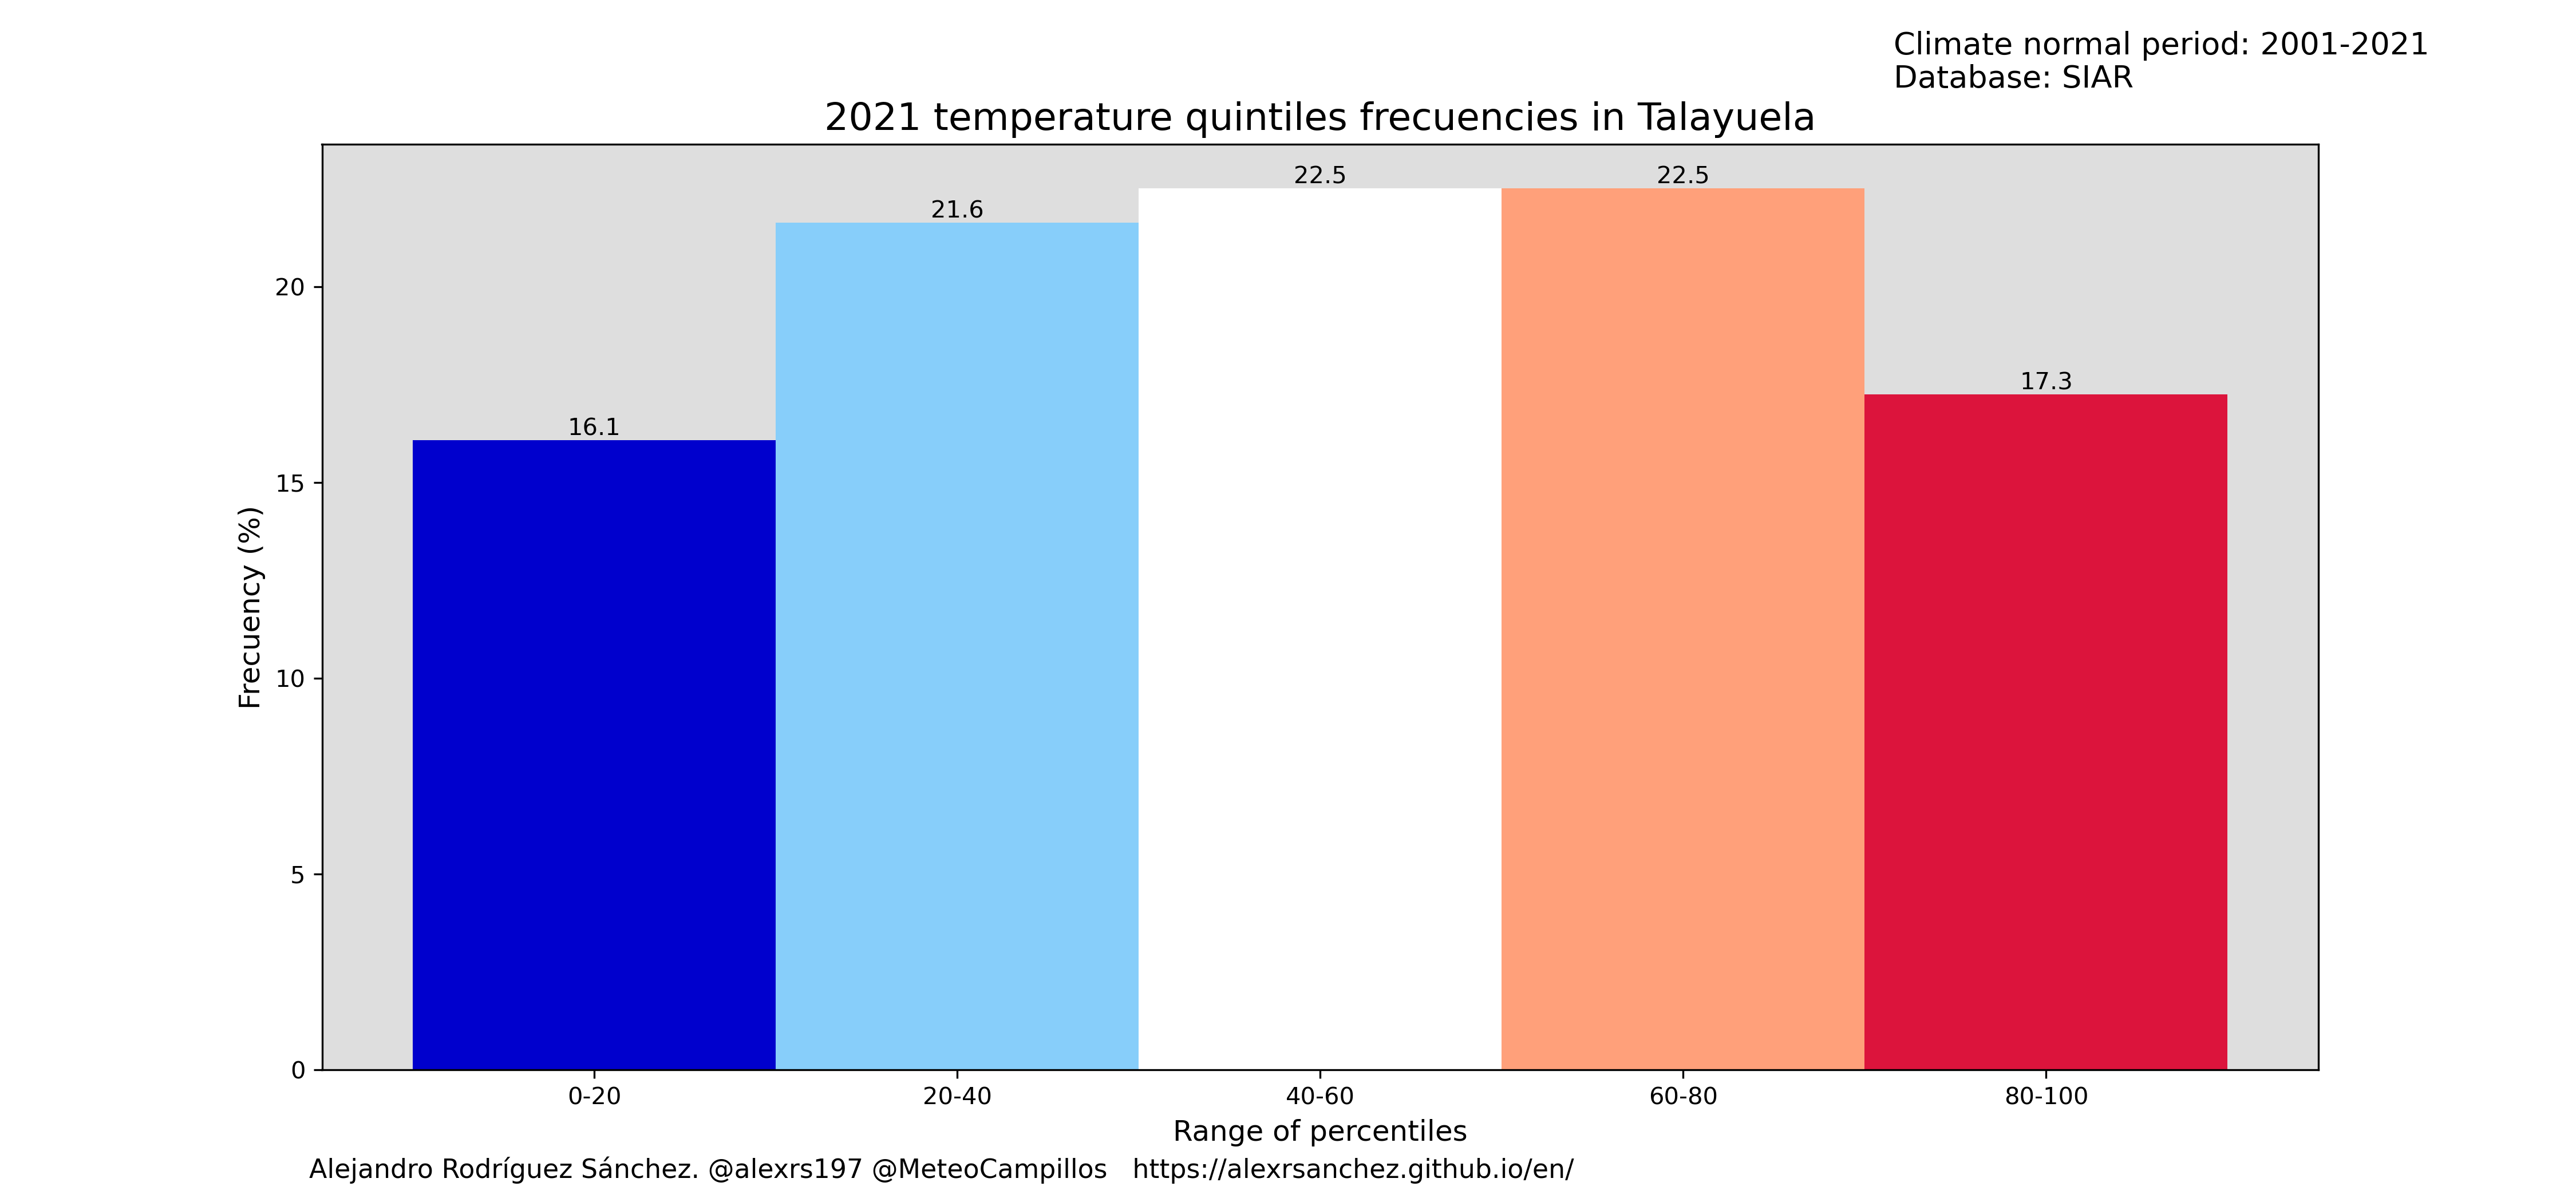 Climate normal period: 2001-2021
Database: SIAR
2021 temperature quintiles frecuencies in Talayuela
22.5
22.5
21.6
17.3
16.1
20
15
10
5
0
Frecuency (%)
0-20
20-40
40-60
60-80
80-100
Range of percentiles
Alejandro Rodríguez Sánchez. @alexrs197 @MeteoCampillos   https://alexrsanchez.github.io/en/